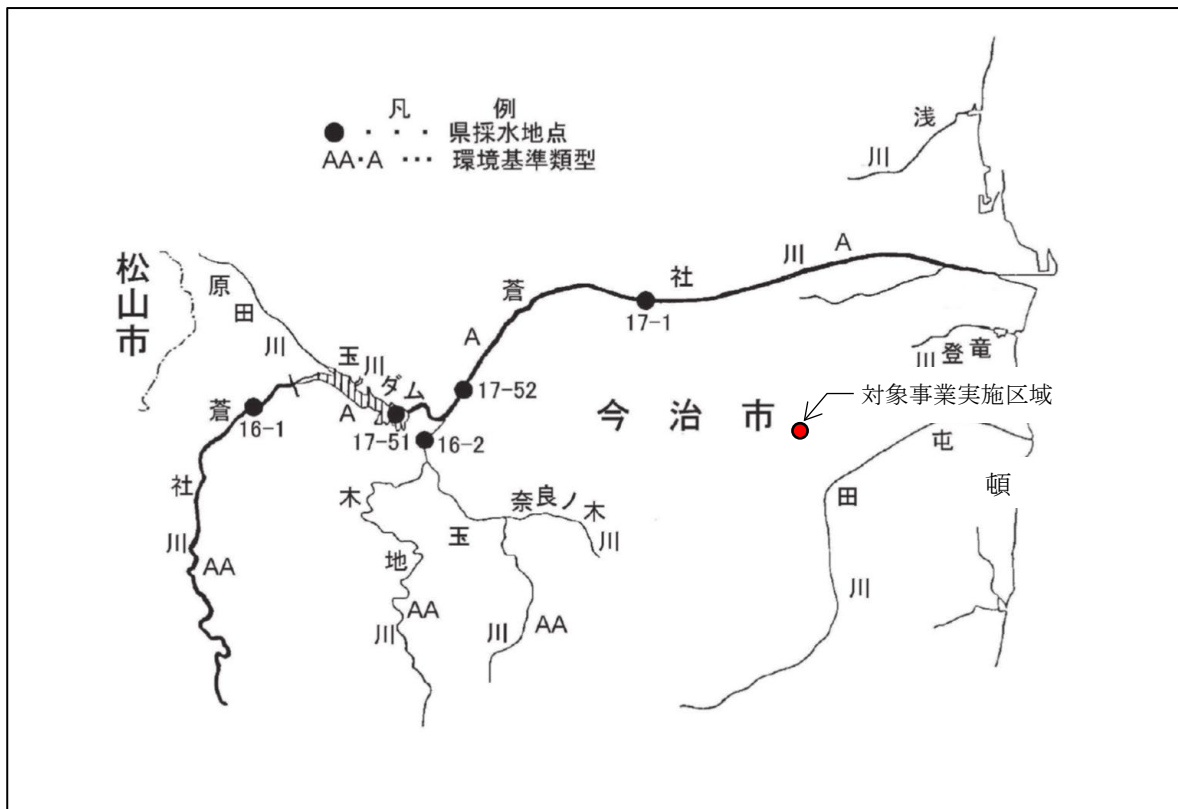 凡 例
● ・ ・ ・ 県採水地点
AA・A ・・・ 環境基準類型
浅川
松山市
原田川
玉川ダム
A
蒼社川
A
A
17-1
17-52
17-51
16-1
16-2
蒼社川
AA
木地川
AA
玉川
AA
奈良ノ木川
今治市
対象事業実施区域
竜登川
頓田川
屯